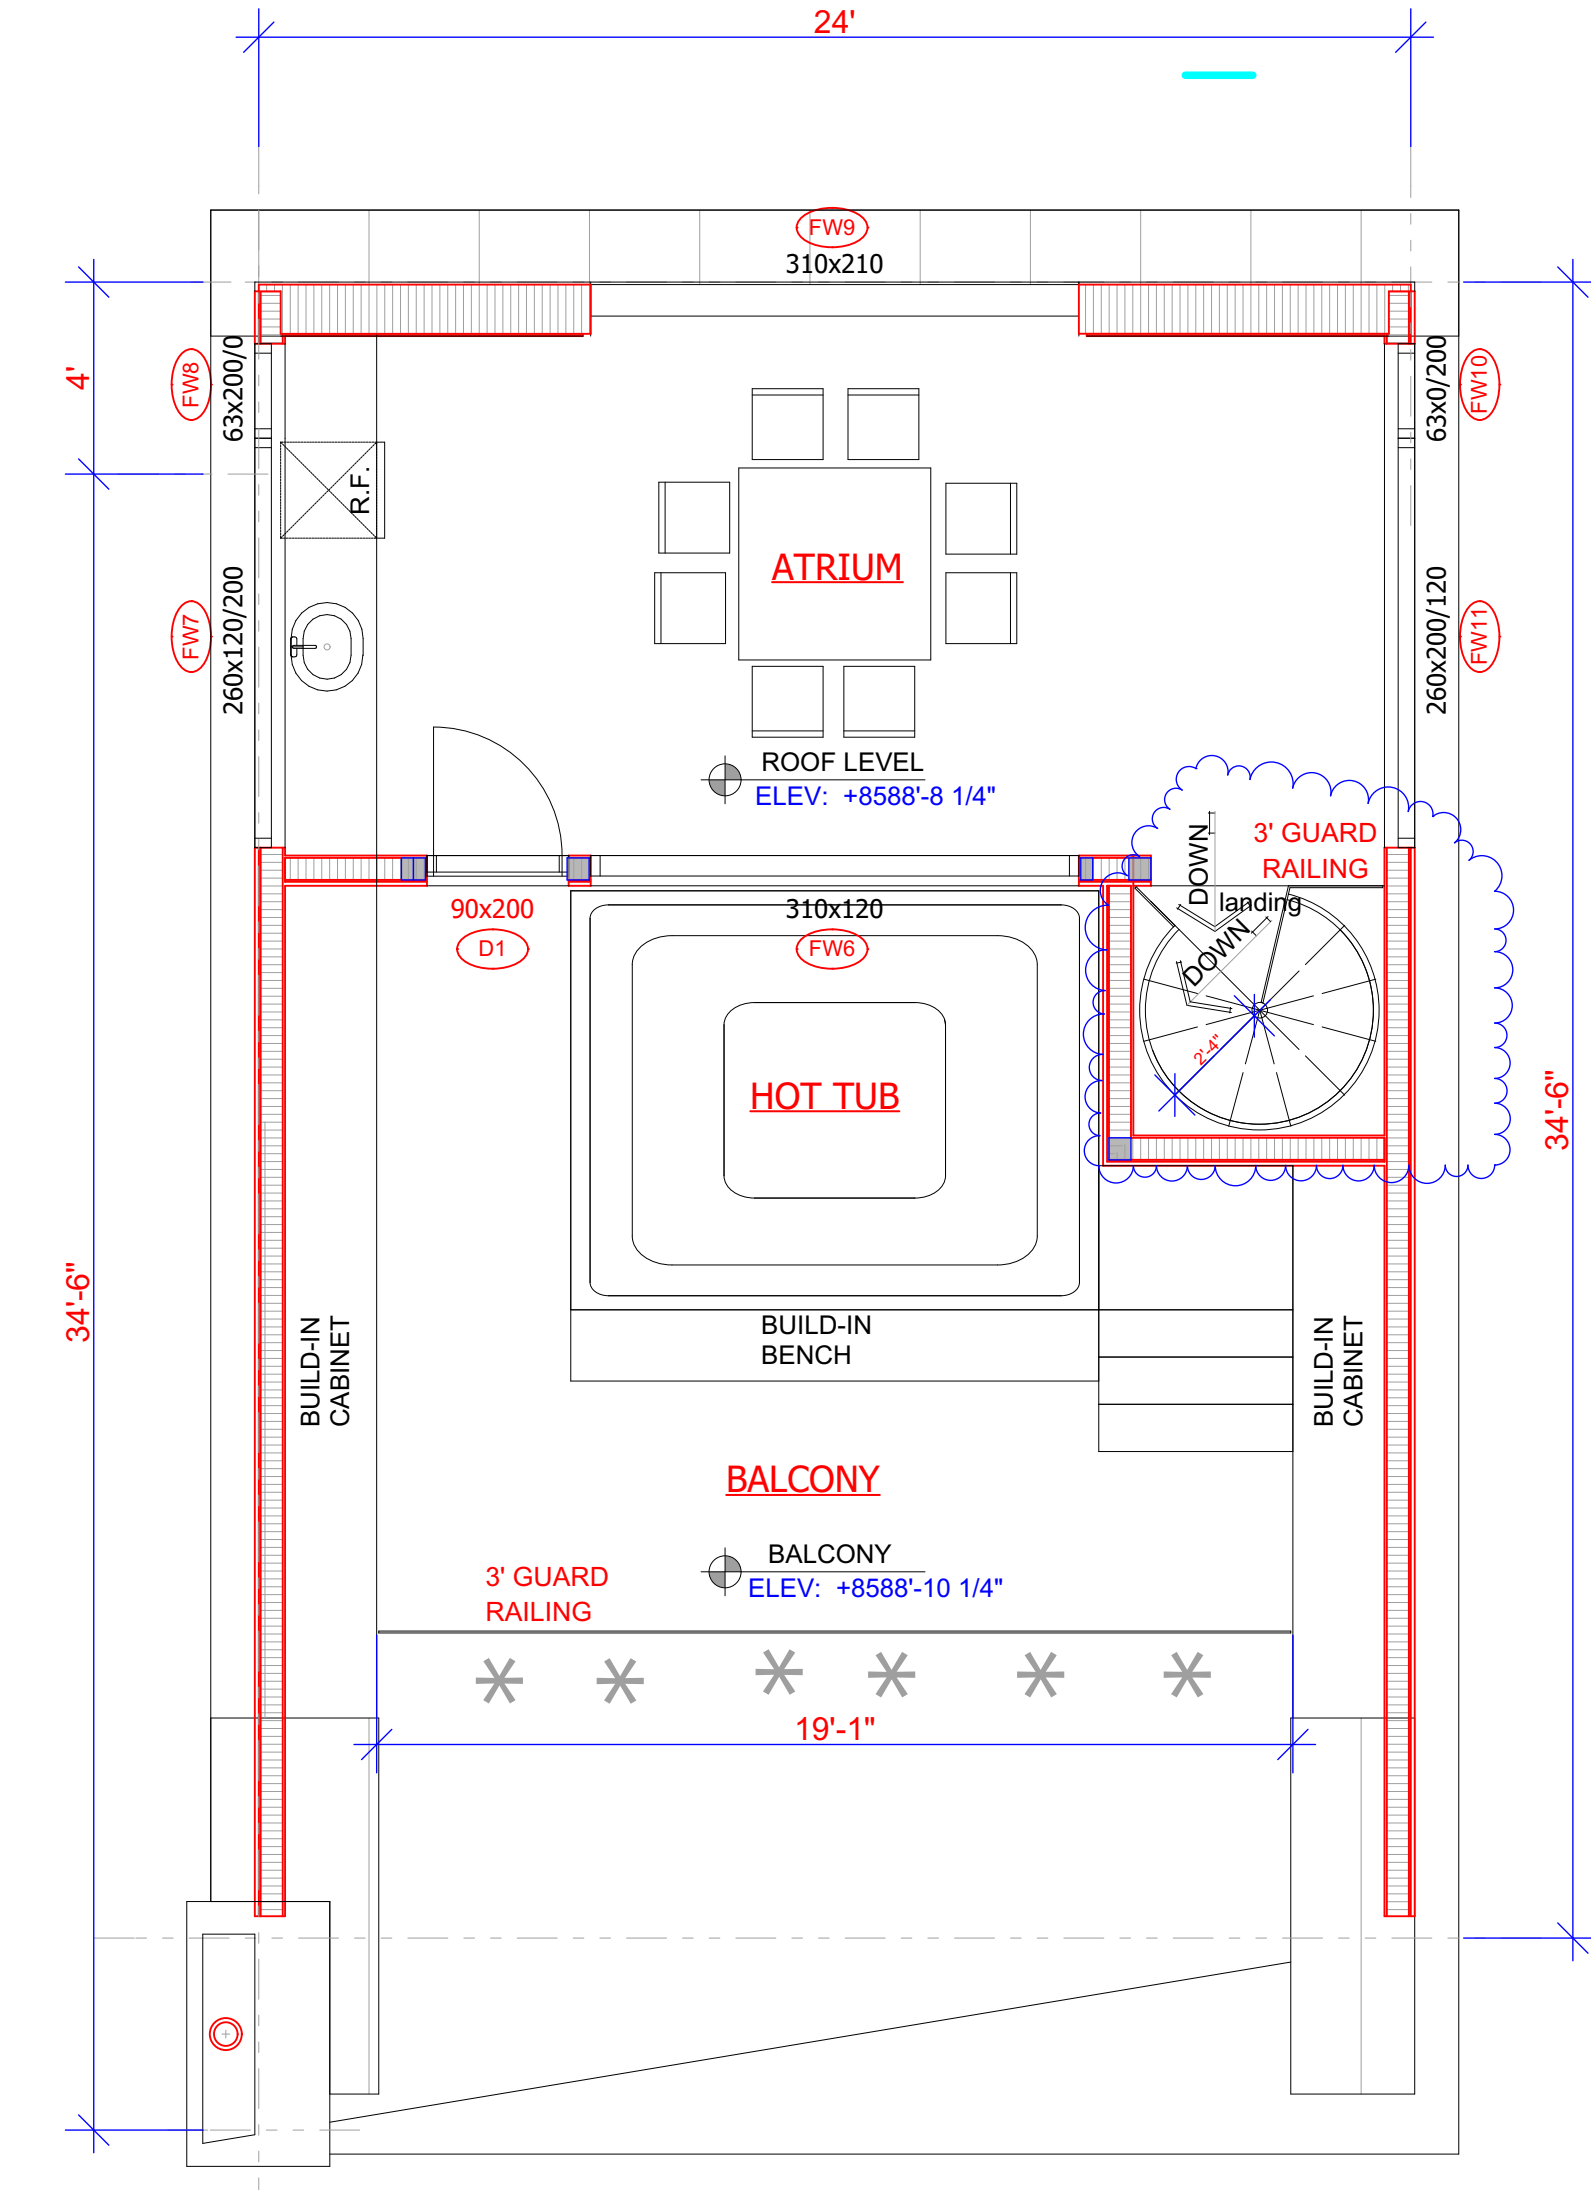 24'
FW9
310x210
4'
FW8
63x200/0
63x0/200
FW10
R.F.
ATRIUM
FW7
260x120/200
260x200/120
FW11
ROOF LEVEL
ELEV: +8588'-8 1/4"
DOWN
3' GUARD
RAILING
landing
DOWN
90x200
D1
310x120
FW6
2'-4"
HOT TUB
34'-6"
34'-6"
BUILD-IN
CABINET
BUILD-IN
BENCH
BUILD-IN
CABINET
BALCONY
BALCONY
ELEV: +8588'-10 1/4"
3' GUARD
RAILING
19'-1"